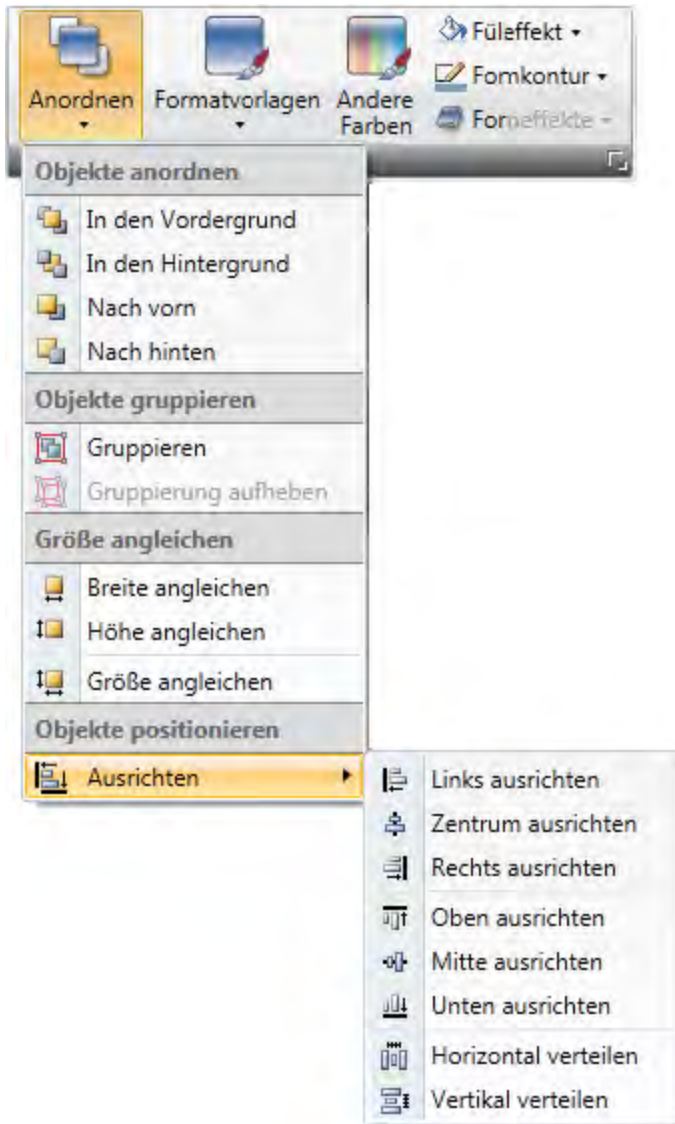 Anordnen
Formatvorlagen
Andere
Farben
Füleffekt
Fomkontur
Formeffekte
Objekte anordnen
In den Vordergrund
In den Hintergrund
Nach vorn
Nach hinten
Objekte gruppieren
Gruppieren
Gruppierung aufheben
Größe angleichen
Breite angleichen
Höhe angleichen
Größe angleichen
Objekte positionieren
Ausrichten
Links ausrichten
Zentrum ausrichten
Rechts ausrichten
Oben ausrichten
Mitte ausrichten
Unten ausrichten
Horizontal verteilen
Vertikal verteilen